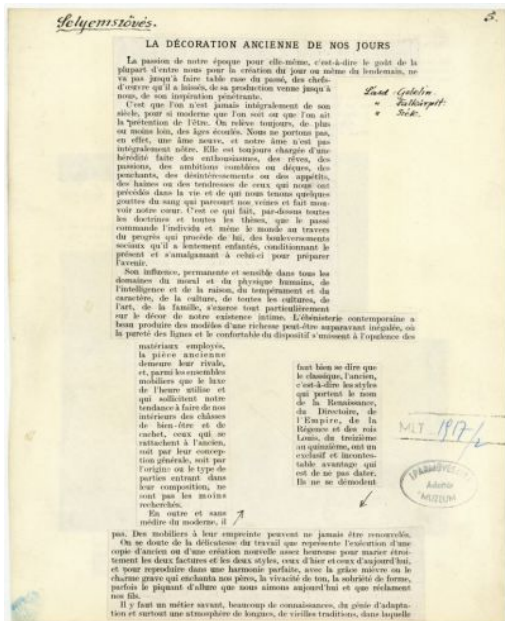 Selyemszövés.
5.
LA DÉCORATION ANCIENNE DE NOS JOURS
La passion de notre époque pour elle-même, c'est-à-dire le goût de la
plupart d'entre nous pour la création du jour ou même du lendemain, ne
va pas jusqu'à faire table rase du passé, des chefs-
d'œuvre qu'il a laissés, de sa production venue jusqu'à
nous, de son inspiration pénétrante.
Lásd Gobelin.
" Falikárpit.
" Szék.
C'est que l'on n'est jamais intégralement de son
siècle, pour si moderne que l'on soit ou que l'on ait
la prétention de l'être. On relève toujours, de plus
ou moins loin, des âges écoulés. Nous ne portons pas,
en effet, une âme neuve, et notre âme n'est pas
intégralement nôtre. Elle est toujours chargée d'une
hérédité faite des enthousiasmes, des rêves, des
passions, des ambitions comblées ou déçues, des
penchants, des désintéressements ou des appétits,
des haines ou des tendresses de ceux qui nous ont
précédés dans la vie et de qui nous tenons quelques
gouttes du sang qui parcourt nos veines et fait mou-
voir notre cœur. C'est ce qui fait, par-dessus toutes
les doctrines et toutes les thèses, que le passé
commande l'individu et même le monde au travers
du progrès qui procède de lui, des bouleversements
sociaux qu'il a lentement enfantés, conditionnant le
présent et s'amalgamant à celui-ci pour préparer
l'avenir.
Son influence, permanente et sensible dans tous les
domaines du moral et du physique humains, de
l'intelligence et de la raison, du tempérament et du
caractère, de la culture, de toutes les cultures, de
l'art, de la famille, s'exerce tout particulièrement
sur le décor de notre existence intime. L'ébénisterie contemporaine a
beau produire des modèles d'une richesse peut-être auparavant inégalée, où
la pureté des lignes et le confortable du dispositif s'unissent à l'opulence des
matériaux employés,
la pièce ancienne
demeure leur rivale,
et, parmi les ensembles
mobiliers que le luxe
de l'heure utilise et
qui sollicitent notre
tendance à faire de nos
intérieurs des châsses
de bien-être et de
cachet, ceux qui se
rattachent à l'ancien,
soit par leur concep-
tion générale, soit par
l'origine ou le type de
parties entrant dans
leur composition, ne
sont pas les moins
recherchés.
En outre et sans
médire du moderne, il
faut bien se dire que
le classique, l'ancien,
c'est-à-dire les styles
qui portent le nom
de la Renaissance,
du Directoire, de
l'Empire, de la
Régence et des rois
Louis, du treizième
au quinzième, ont un
exclusif et incontes-
table avantage qui
est de ne pas dater.
Ils ne se démodent
MLT 1917/2
IPARMŰVÉSZETI
Adattár
MÚZEUM
pas. Des mobiliers à leur empreinte peuvent ne jamais être renouvelés.
On se doute de la délicatesse du travail que représente l'exécution d'une
copie d'ancien ou d'une création nouvelle assez heureuse pour marier étroi-
tement les deux factures et les deux styles, ceux d'hier et ceux d'aujourd'hui,
et pour reproduire dans une harmonie parfaite, avec la grâce mièvre ou le
charme grave qui enchanta nos pères, la vivacité de ton, la sobriété de forme,
parfois le piquant d'allure que nous aimons aujourd'hui et que réclament
nos fils.
Il y faut un métier savant, beaucoup de connaissances, du génie d'adapta-
tion et surtout une atmosphère de longues, de vieilles traditions, dans laquelle